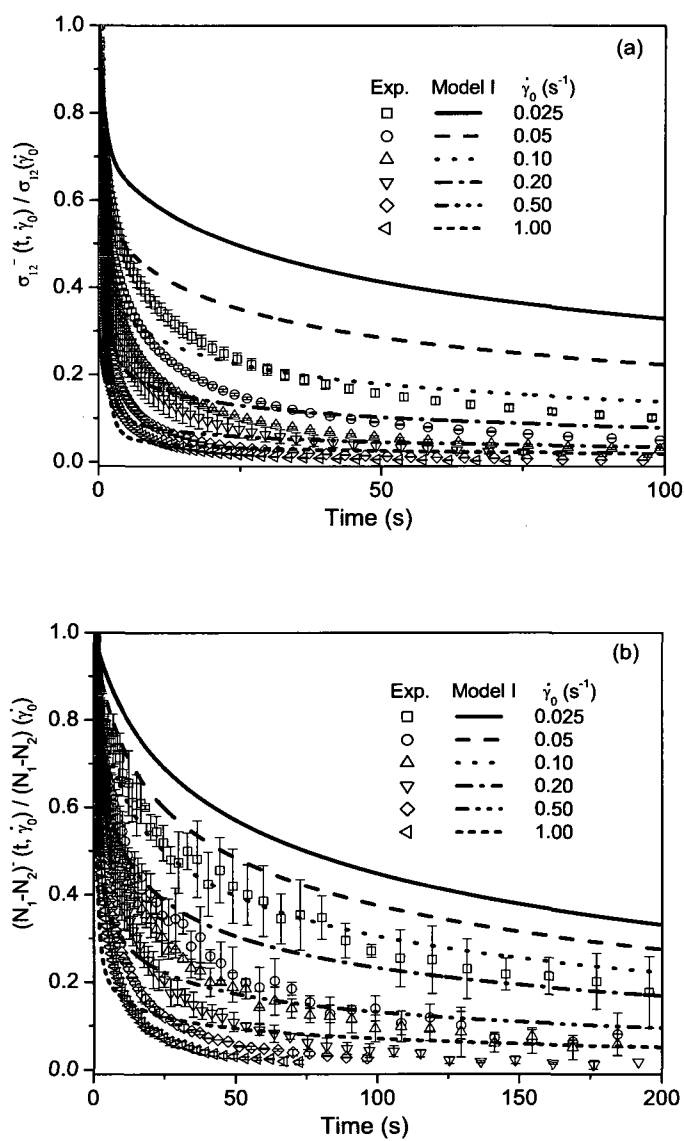 (a)
Exp. Model I γ̇₀ (s⁻¹)
0.025
0.05
0.10
0.20
0.50
1.00
σ₁₂⁻ (t, γ̇₀) / σ₁₂(γ̇₀)
1.0
0.8
0.6
0.4
0.2
0.0
0 50 100
Time (s)
(b)
Exp. Model I γ̇₀ (s⁻¹)
0.025
0.05
0.10
0.20
0.50
1.00
(N₁-N₂)⁻ (t, γ̇₀) / (N₁-N₂) (γ̇₀)
1.0
0.8
0.6
0.4
0.2
0.0
0 50 100 150 200
Time (s)